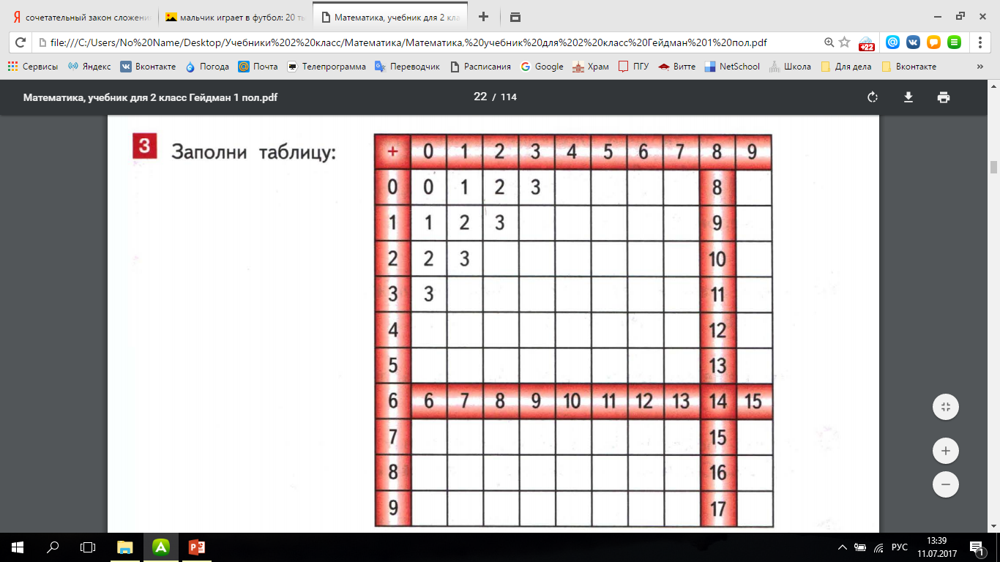 сочетательный закон сложени
мальчик играет в футбол: 20 ты
Математика, учебник для 2 кла
file:///C:/Users/No%20Name/Desktop/Учебники%202%20класс/Математика/Математика,%20учебник%20для%202%20класс%20Гейдман%201%20пол.pdf
+22
Сервисы Яндекс Вконтакте Погода Почта Телепрограмма Переводчик Расписания Google Храм ПГУ Витте NetSchool Школа Для дела Вконтакте »
Математика, учебник для 2 класс Гейдман 1 пол.pdf 22 / 114
3 Заполни таблицу:
+ 0 1 2 3 4 5 6 7 8 9
0 0 1 2 3 8
1 1 2 3 9
2 2 3 10
3 3 11
4 12
5 13
6 6 7 8 9 10 11 12 13 14 15
7 15
8 16
9 17
РУС
13:39
11.07.2017
1